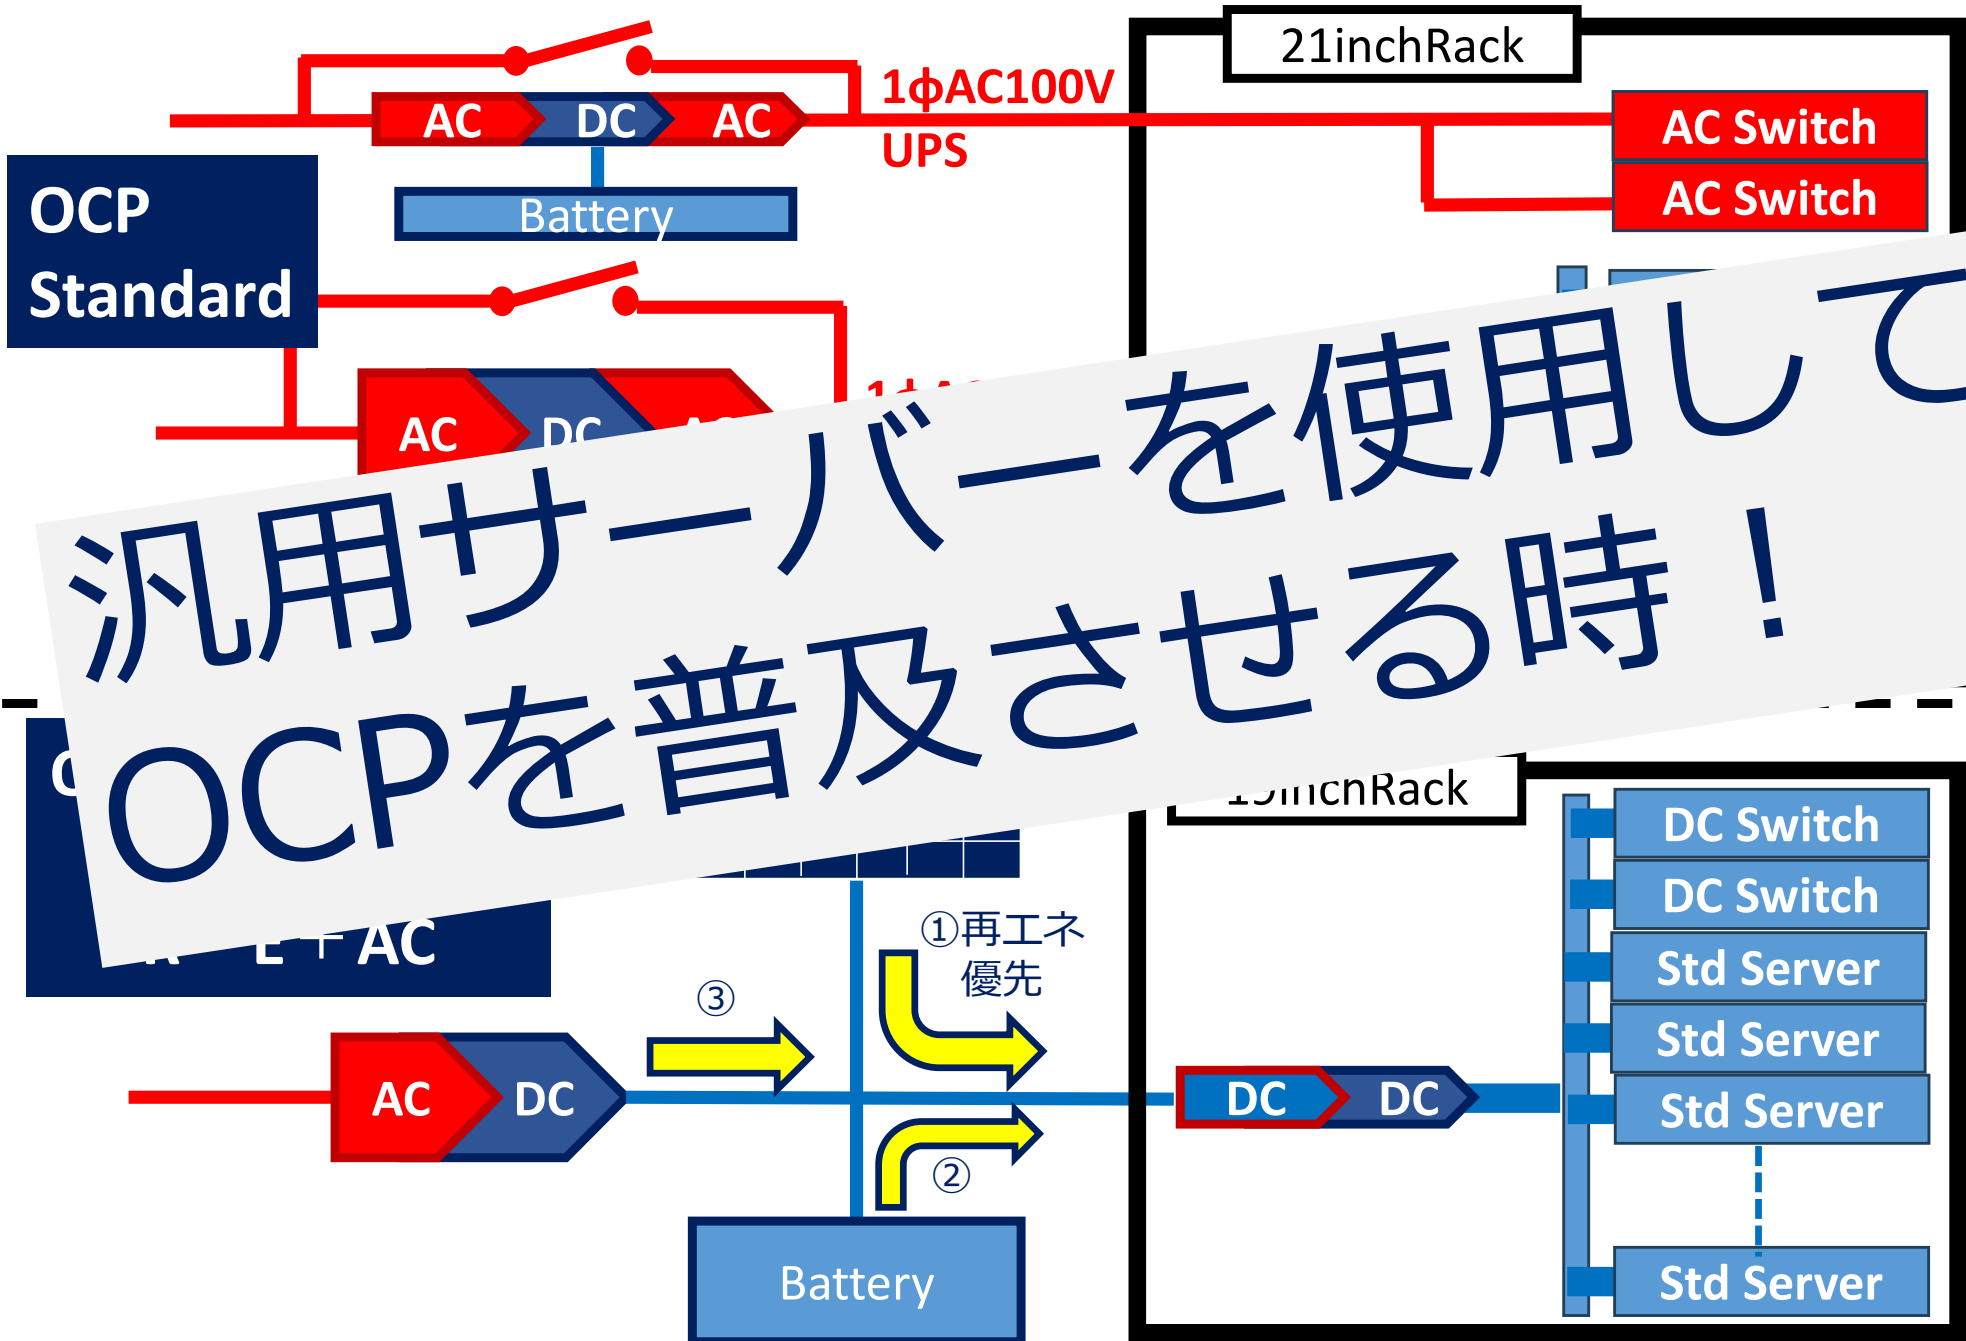 21inchRack
AC DC AC
1φAC100V
UPS
AC Switch
AC Switch
Battery
OCP
Standard
AC DC
汎用サーバーを使用して
OCPを普及させる時！
19inchRack
DC Switch
DC Switch
Std Server
Std Server
Std Server
Std Server
+ AC
①再エネ
優先
③
AC DC
②
DC DC
Battery